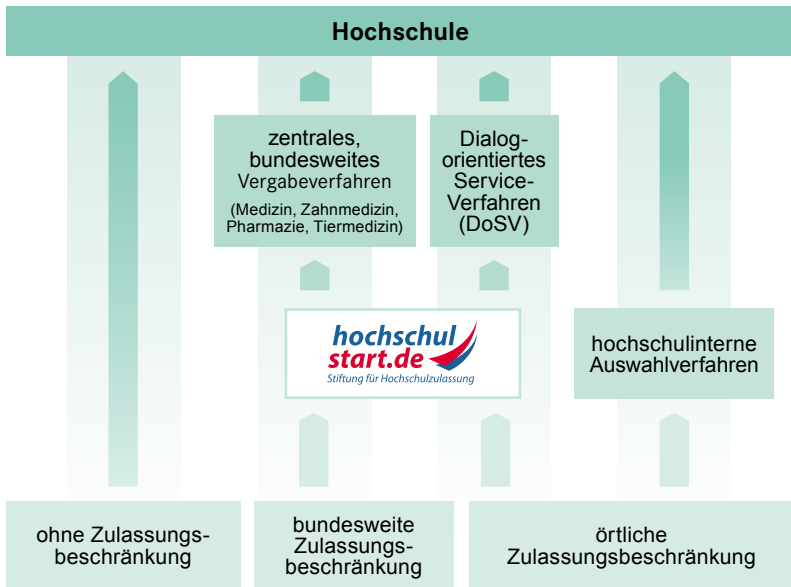 Hochschule
zentrales,
bundesweites
Vergabeverfahren
(Medizin, Zahnmedizin,
Pharmazie, Tiermedizin)
Dialog-
orientiertes
Service-
Verfahren
(DoSV)
hochschul
start.de
Stiftung für Hochschulzulassung
hochschulinterne
Auswahlverfahren
ohne Zulassungs-
beschränkung
bundesweite
Zulassungs-
beschränkung
örtliche
Zulassungsbeschränkung